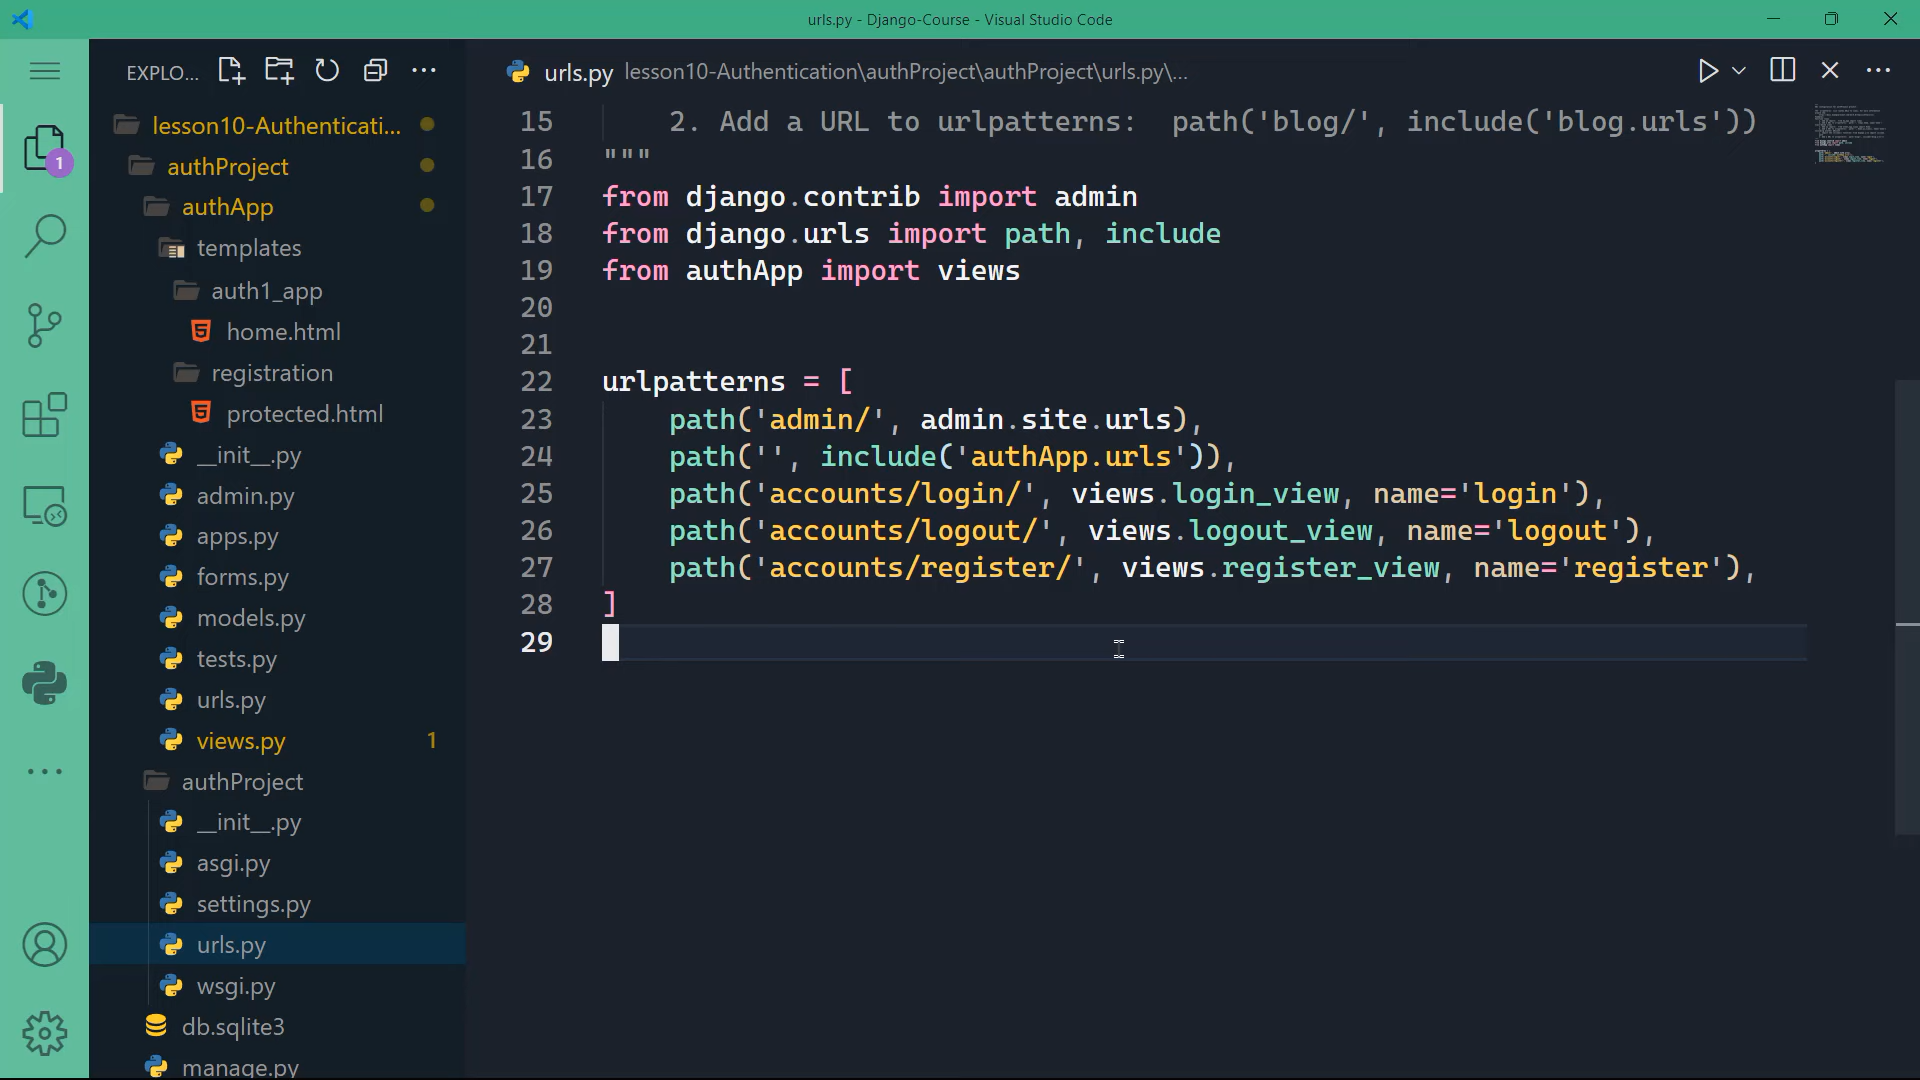 urls.py - Django-Course - Visual Studio Code
EXPLO...
urls.py lesson10-Authentication\authProject\authProject\urls.py\...
lesson10-Authenticati...
authProject
authApp
templates
auth1_app
home.html
registration
protected.html
__init__.py
admin.py
apps.py
forms.py
models.py
tests.py
urls.py
views.py 1
authProject
__init__.py
asgi.py
settings.py
urls.py
wsgi.py
db.sqlite3
manage.py
1
15     2. Add a URL to urlpatterns:  path('blog/', include('blog.urls'))
16 """
17 from django.contrib import admin
18 from django.urls import path, include
19 from authApp import views
20
21
22 urlpatterns = [
23     path('admin/', admin.site.urls),
24     path('', include('authApp.urls')),
25     path('accounts/login/', views.login_view, name='login'),
26     path('accounts/logout/', views.logout_view, name='logout'),
27     path('accounts/register/', views.register_view, name='register'),
28 ]
29